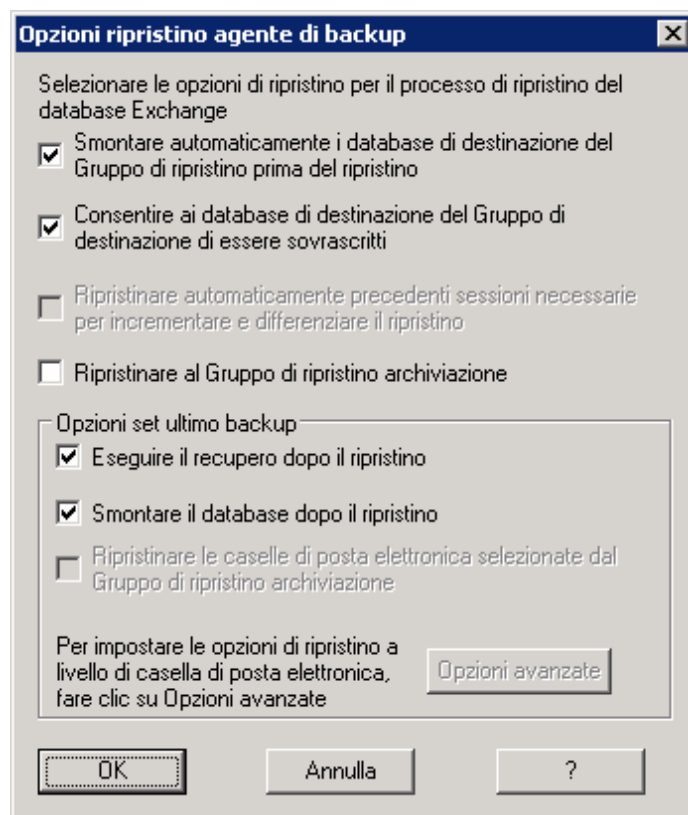 Opzioni ripristino agente di backup
Selezionare le opzioni di ripristino per il processo di ripristino del
database Exchange
Smontare automaticamente i database di destinazione del
Gruppo di ripristino prima del ripristino
Consentire ai database di destinazione del Gruppo di
destinazione di essere sovrascritti
Ripristinare automaticamente precedenti sessioni necessarie
per incrementare e differenziare il ripristino
Ripristinare al Gruppo di ripristino archiviazione
Opzioni set ultimo backup
Eseguire il recupero dopo il ripristino
Smontare il database dopo il ripristino
Ripristinare le caselle di posta elettronica selezionate dal
Gruppo di ripristino archiviazione
Per impostare le opzioni di ripristino a
livello di casella di posta elettronica,
fare clic su Opzioni avanzate
Opzioni avanzate
OK
Annulla
?